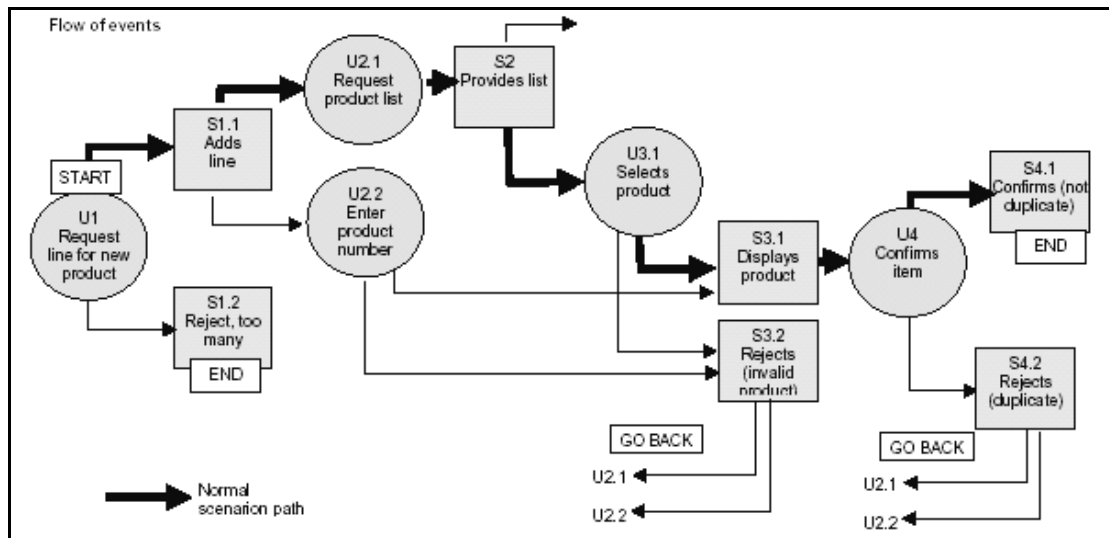 Flow of events
START
U1
Request
line for new
product
S1.1
Adds
line
S1.2
Reject, too
many
END
U2.1
Request
product list
U2.2
Enter
product
number
S2
Provides list
U3.1
Selects
product
S3.1
Displays
product
S3.2
Rejects
(invalid
product)
GO BACK
U2.1
U2.2
U4
Confirms
item
S4.1
Confirms (not
duplicate)
END
S4.2
Rejects
(duplicate)
GO BACK
U2.1
U2.2
Normal
scenarion path